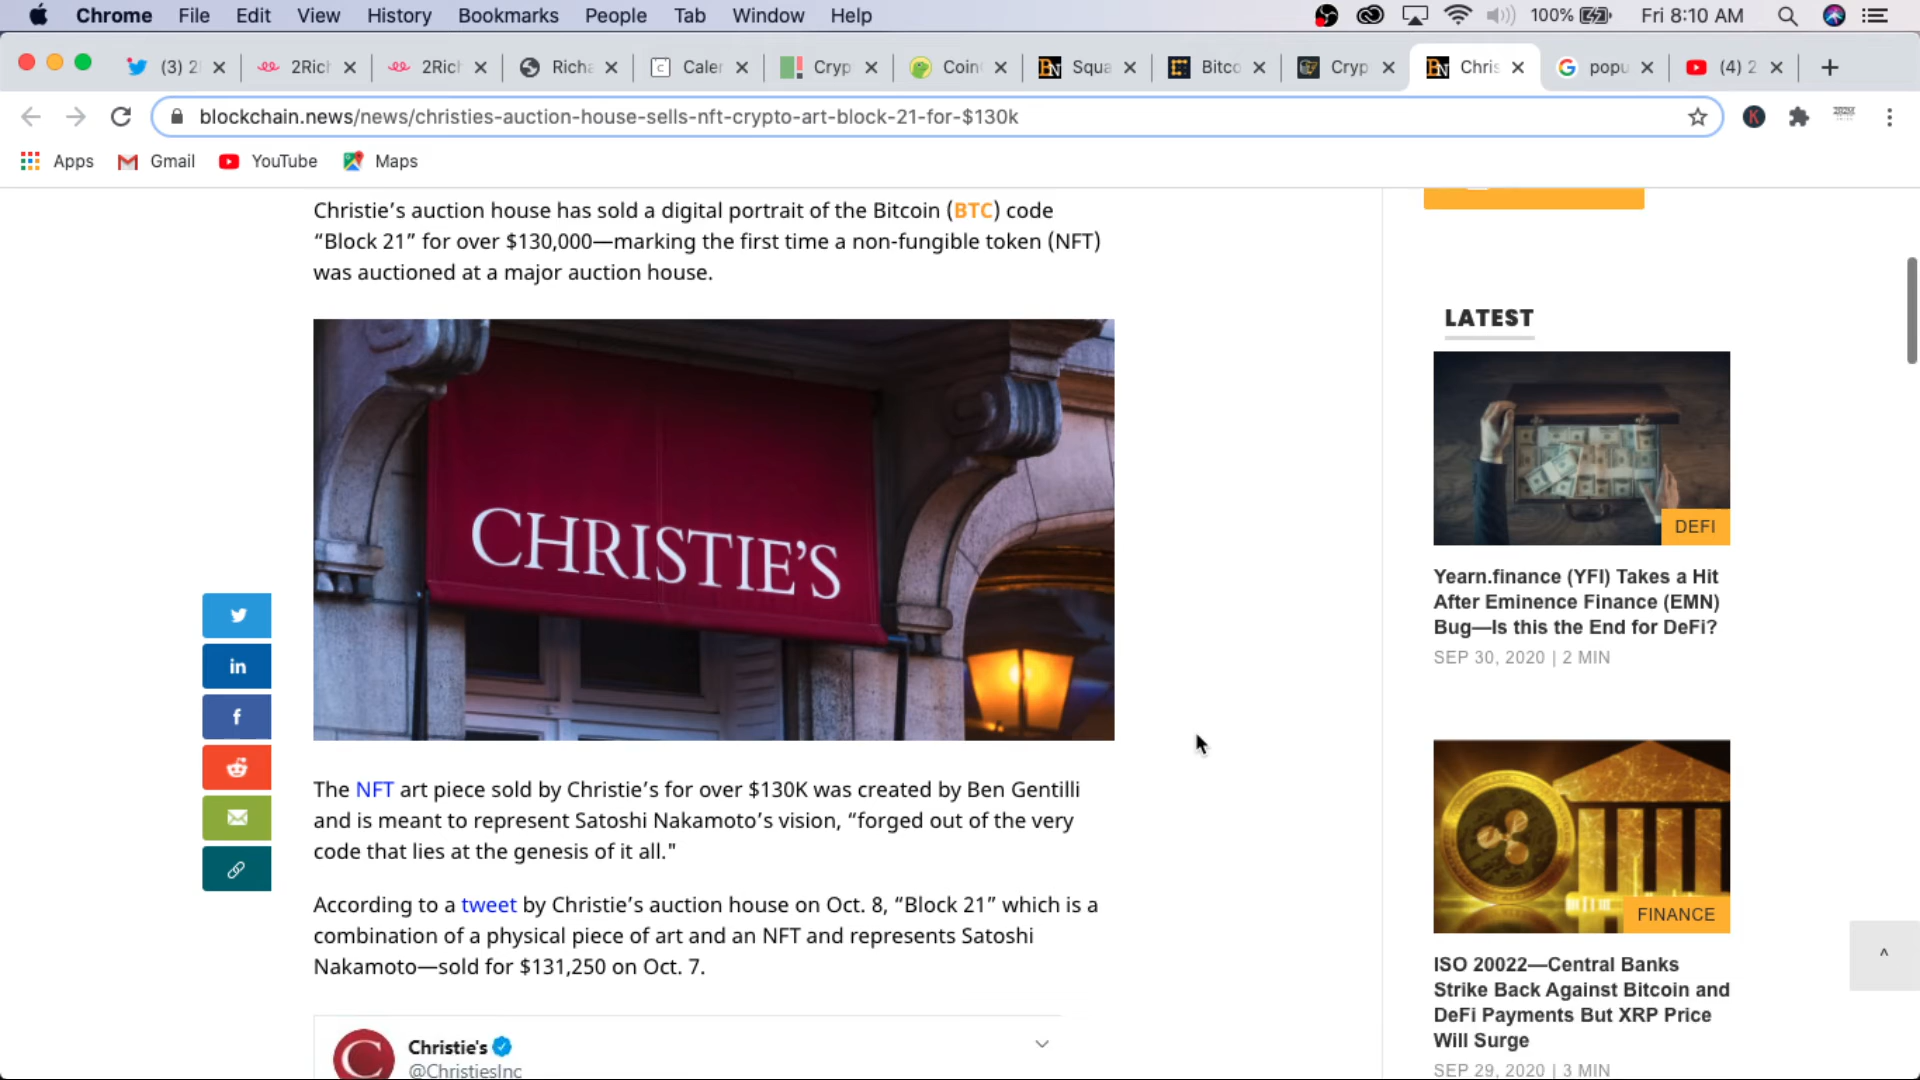 Chrome File Edit View History Bookmarks People Tab Window Help 100% Fri 8:10 AM
(3) 2 2Rich 2Rich Richa Caler Cryp Coin Squa Bitco Cryp Chris popu (4) 2
blockchain.news/news/christies-auction-house-sells-nft-crypto-art-block-21-for-$130k
Apps Gmail YouTube Maps
Christie’s auction house has sold a digital portrait of the Bitcoin (BTC) code
“Block 21” for over $130,000—marking the first time a non-fungible token (NFT)
was auctioned at a major auction house.
CHRISTIE’S
The NFT art piece sold by Christie’s for over $130K was created by Ben Gentilli
and is meant to represent Satoshi Nakamoto’s vision, “forged out of the very
code that lies at the genesis of it all."
According to a tweet by Christie’s auction house on Oct. 8, “Block 21” which is a
combination of a physical piece of art and an NFT and represents Satoshi
Nakamoto—sold for $131,250 on Oct. 7.
Christie's
@ChristiesInc
LATEST
DEFI
Yearn.finance (YFI) Takes a Hit
After Eminence Finance (EMN)
Bug—Is this the End for DeFi?
SEP 30, 2020 | 2 MIN
FINANCE
ISO 20022—Central Banks
Strike Back Against Bitcoin and
DeFi Payments But XRP Price
Will Surge
SEP 29, 2020 | 3 MIN